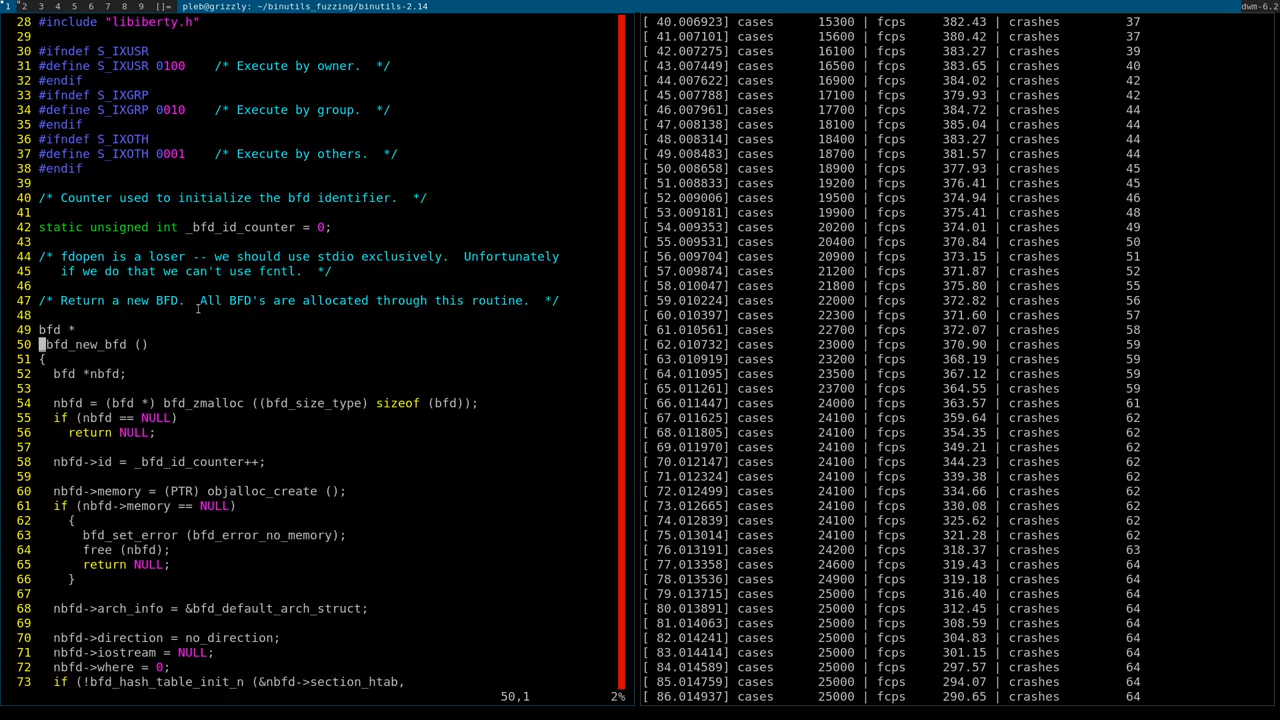 1 2 3 4 5 6 7 8 9 []= pleb@grizzly: ~/binutils_fuzzing/binutils-2.14 dwm-6.2
28 #include "libiberty.h"
29
30 #ifndef S_IXUSR
31 #define S_IXUSR 0100    /* Execute by owner.  */
32 #endif
33 #ifndef S_IXGRP
34 #define S_IXGRP 0010    /* Execute by group.  */
35 #endif
36 #ifndef S_IXOTH
37 #define S_IXOTH 0001    /* Execute by others.  */
38 #endif
39
40 /* Counter used to initialize the bfd identifier.  */
41
42 static unsigned int _bfd_id_counter = 0;
43
44 /* fdopen is a loser -- we should use stdio exclusively.  Unfortunately
45    if we do that we can't use fcntl.  */
46
47 /* Return a new BFD.  All BFD's are allocated through this routine.  */
48
49 bfd *
50 _bfd_new_bfd ()
51 {
52   bfd *nbfd;
53
54   nbfd = (bfd *) bfd_zmalloc ((bfd_size_type) sizeof (bfd));
55   if (nbfd == NULL)
56     return NULL;
57
58   nbfd->id = _bfd_id_counter++;
59
60   nbfd->memory = (PTR) objalloc_create ();
61   if (nbfd->memory == NULL)
62     {
63       bfd_set_error (bfd_error_no_memory);
64       free (nbfd);
65       return NULL;
66     }
67
68   nbfd->arch_info = &bfd_default_arch_struct;
69
70   nbfd->direction = no_direction;
71   nbfd->iostream = NULL;
72   nbfd->where = 0;
73   if (!bfd_hash_table_init_n (&nbfd->section_htab,
50,1 2%
[ 40.006923] cases 15300 | fcps 382.43 | crashes 37
[ 41.007101] cases 15600 | fcps 380.42 | crashes 37
[ 42.007275] cases 16100 | fcps 383.27 | crashes 39
[ 43.007449] cases 16500 | fcps 383.65 | crashes 40
[ 44.007622] cases 16900 | fcps 384.02 | crashes 42
[ 45.007788] cases 17100 | fcps 379.93 | crashes 42
[ 46.007961] cases 17700 | fcps 384.72 | crashes 44
[ 47.008138] cases 18100 | fcps 385.04 | crashes 44
[ 48.008314] cases 18400 | fcps 383.27 | crashes 44
[ 49.008483] cases 18700 | fcps 381.57 | crashes 44
[ 50.008658] cases 18900 | fcps 377.93 | crashes 45
[ 51.008833] cases 19200 | fcps 376.41 | crashes 45
[ 52.009006] cases 19500 | fcps 374.94 | crashes 46
[ 53.009181] cases 19900 | fcps 375.41 | crashes 48
[ 54.009353] cases 20200 | fcps 374.01 | crashes 49
[ 55.009531] cases 20400 | fcps 370.84 | crashes 50
[ 56.009704] cases 20900 | fcps 373.15 | crashes 51
[ 57.009874] cases 21200 | fcps 371.87 | crashes 52
[ 58.010047] cases 21800 | fcps 375.80 | crashes 55
[ 59.010224] cases 22000 | fcps 372.82 | crashes 56
[ 60.010397] cases 22300 | fcps 371.60 | crashes 57
[ 61.010561] cases 22700 | fcps 372.07 | crashes 58
[ 62.010732] cases 23000 | fcps 370.90 | crashes 59
[ 63.010919] cases 23200 | fcps 368.19 | crashes 59
[ 64.011095] cases 23500 | fcps 367.12 | crashes 59
[ 65.011261] cases 23700 | fcps 364.55 | crashes 59
[ 66.011447] cases 24000 | fcps 363.57 | crashes 61
[ 67.011625] cases 24100 | fcps 359.64 | crashes 62
[ 68.011805] cases 24100 | fcps 354.35 | crashes 62
[ 69.011970] cases 24100 | fcps 349.21 | crashes 62
[ 70.012147] cases 24100 | fcps 344.23 | crashes 62
[ 71.012324] cases 24100 | fcps 339.38 | crashes 62
[ 72.012499] cases 24100 | fcps 334.66 | crashes 62
[ 73.012665] cases 24100 | fcps 330.08 | crashes 62
[ 74.012839] cases 24100 | fcps 325.62 | crashes 62
[ 75.013014] cases 24100 | fcps 321.28 | crashes 62
[ 76.013191] cases 24200 | fcps 318.37 | crashes 63
[ 77.013358] cases 24600 | fcps 319.43 | crashes 64
[ 78.013536] cases 24900 | fcps 319.18 | crashes 64
[ 79.013715] cases 25000 | fcps 316.40 | crashes 64
[ 80.013891] cases 25000 | fcps 312.45 | crashes 64
[ 81.014063] cases 25000 | fcps 308.59 | crashes 64
[ 82.014241] cases 25000 | fcps 304.83 | crashes 64
[ 83.014414] cases 25000 | fcps 301.15 | crashes 64
[ 84.014589] cases 25000 | fcps 297.57 | crashes 64
[ 85.014759] cases 25000 | fcps 294.07 | crashes 64
[ 86.014937] cases 25000 | fcps 290.65 | crashes 64